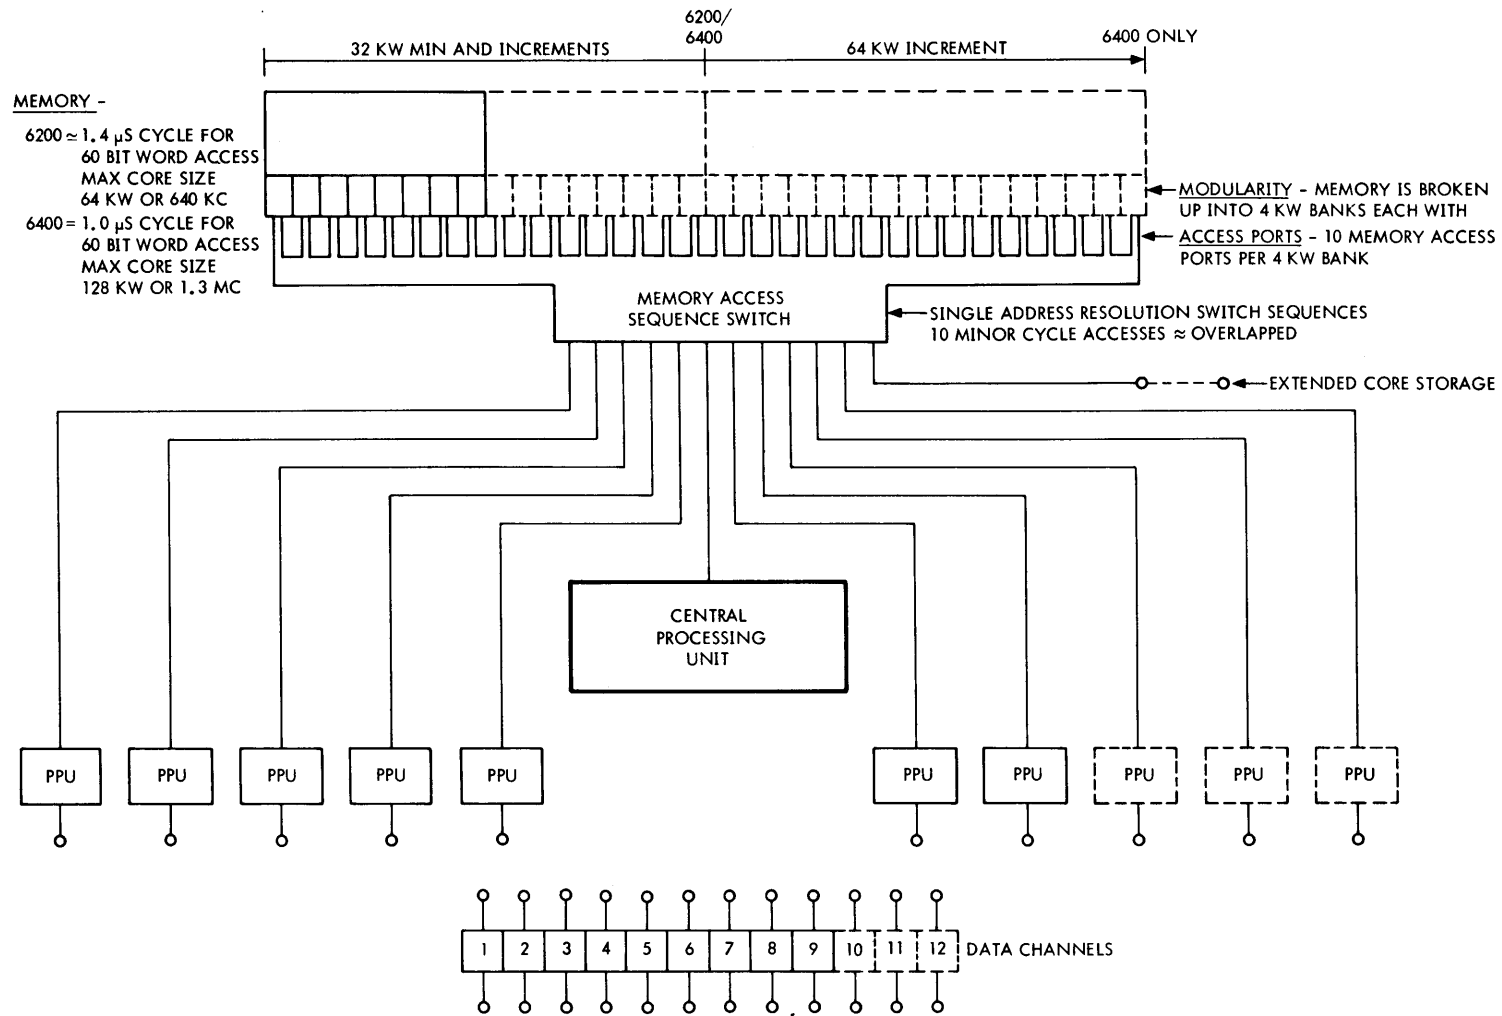 6200/
6400
32 KW MIN AND INCREMENTS
64 KW INCREMENT
6400 ONLY
MEMORY -
6200 ≃ 1.4 µS CYCLE FOR
60 BIT WORD ACCESS
MAX CORE SIZE
64 KW OR 640 KC
6400 = 1.0 µS CYCLE FOR
60 BIT WORD ACCESS
MAX CORE SIZE
128 KW OR 1.3 MC
MODULARITY - MEMORY IS BROKEN
UP INTO 4 KW BANKS EACH WITH
ACCESS PORTS - 10 MEMORY ACCESS
PORTS PER 4 KW BANK
MEMORY ACCESS
SEQUENCE SWITCH
SINGLE ADDRESS RESOLUTION SWITCH SEQUENCES
10 MINOR CYCLE ACCESSES ≈ OVERLAPPED
EXTENDED CORE STORAGE
CENTRAL
PROCESSING
UNIT
PPU PPU PPU PPU PPU PPU PPU PPU PPU PPU
1 2 3 4 5 6 7 8 9 10 11 12 DATA CHANNELS